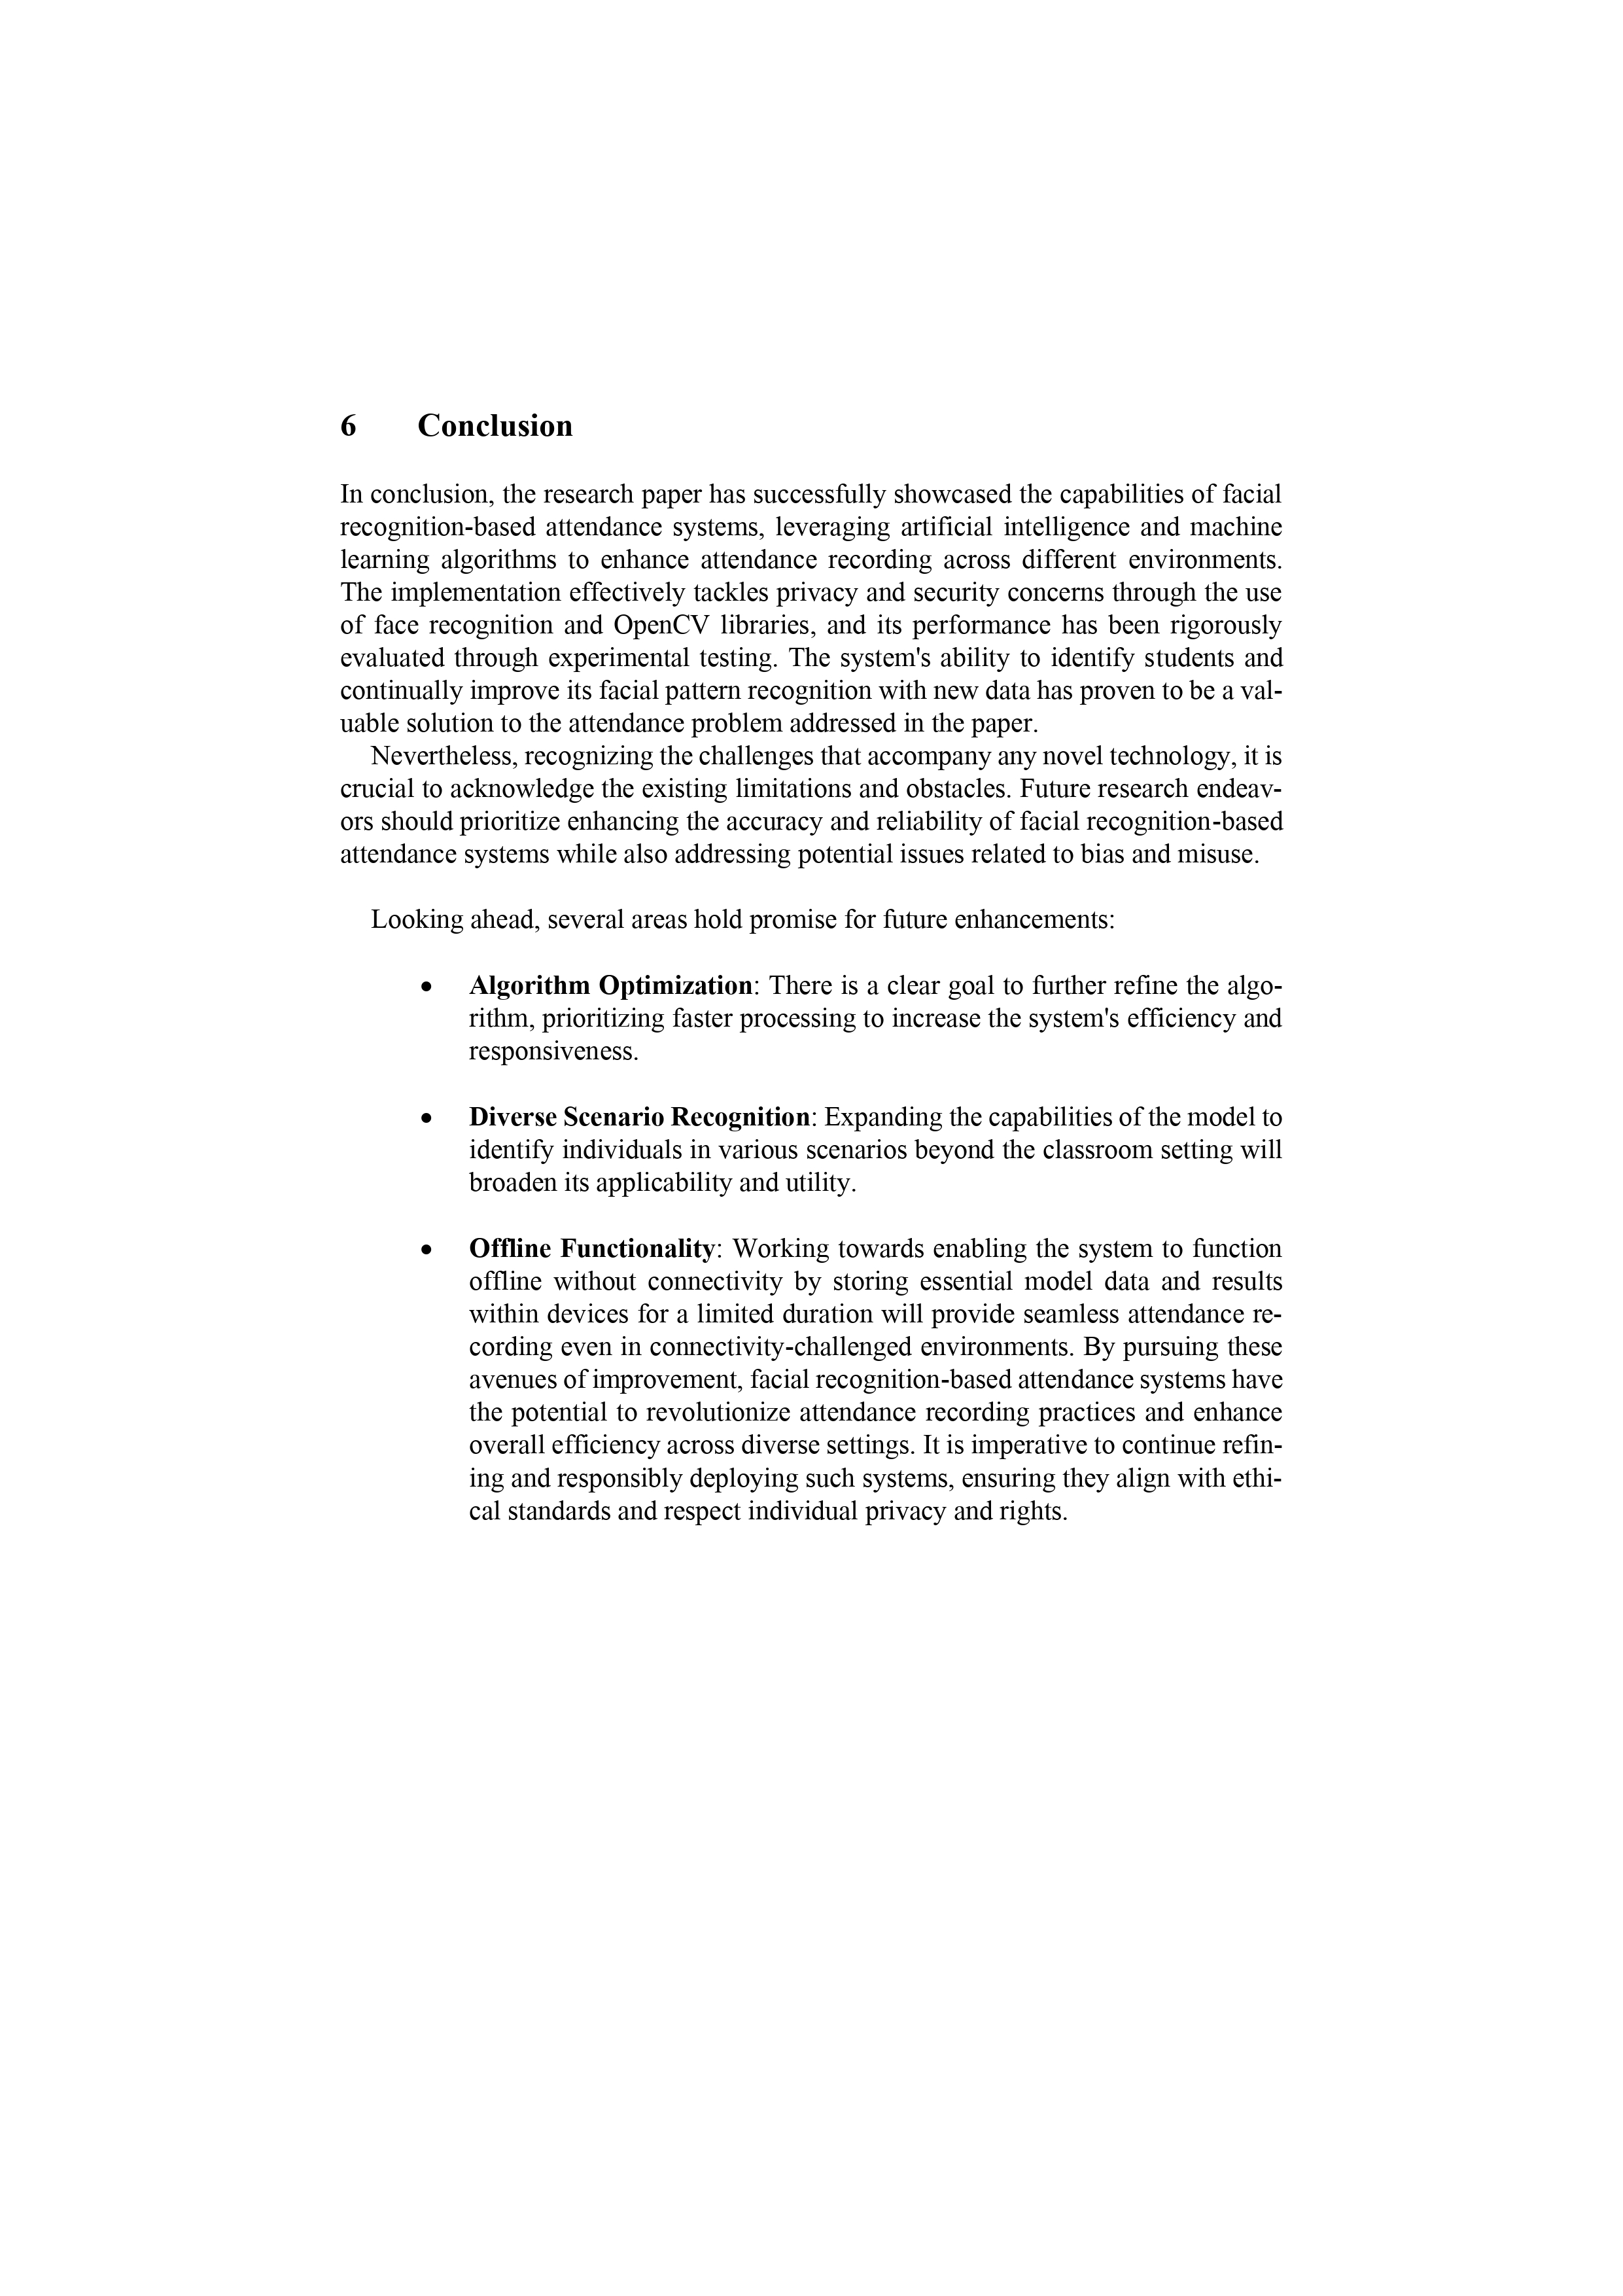 6 Conclusion
In conclusion, the research paper has successfully showcased the capabilities of facial
recognition-based attendance systems, leveraging artificial intelligence and machine
learning algorithms to enhance attendance recording across different environments.
The implementation effectively tackles privacy and security concerns through the use
of face recognition and OpenCV libraries, and its performance has been rigorously
evaluated through experimental testing. The system's ability to identify students and
continually improve its facial pattern recognition with new data has proven to be a val-
uable solution to the attendance problem addressed in the paper.
Nevertheless, recognizing the challenges that accompany any novel technology, it is
crucial to acknowledge the existing limitations and obstacles. Future research endeav-
ors should prioritize enhancing the accuracy and reliability of facial recognition-based
attendance systems while also addressing potential issues related to bias and misuse.
Looking ahead, several areas hold promise for future enhancements:
• Algorithm Optimization: There is a clear goal to further refine the algo-
rithm, prioritizing faster processing to increase the system's efficiency and
responsiveness.
• Diverse Scenario Recognition: Expanding the capabilities of the model to
identify individuals in various scenarios beyond the classroom setting will
broaden its applicability and utility.
• Offline Functionality: Working towards enabling the system to function
offline without connectivity by storing essential model data and results
within devices for a limited duration will provide seamless attendance re-
cording even in connectivity-challenged environments. By pursuing these
avenues of improvement, facial recognition-based attendance systems have
the potential to revolutionize attendance recording practices and enhance
overall efficiency across diverse settings. It is imperative to continue refin-
ing and responsibly deploying such systems, ensuring they align with ethi-
cal standards and respect individual privacy and rights.